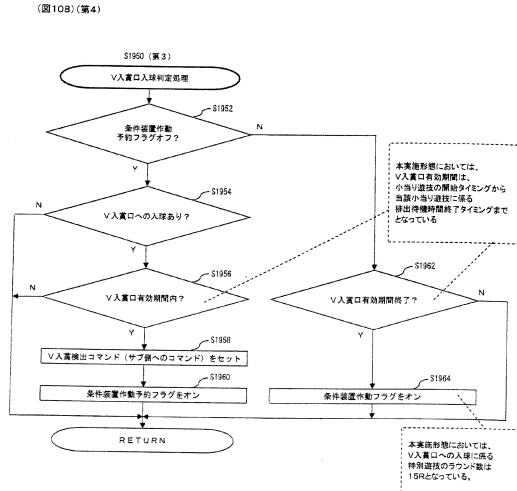 (図108)(第4)
S1950 (第3)
V入賞口入球判定処理
S1952
条件装置作動
予約フラグオフ?
N
Y
S1954
V入賞口への入球あり?
N
Y
S1956
V入賞口有効期間内?
N
Y
S1958
V入賞検出コマンド(サブ側へのコマンド)をセット
S1960
条件装置作動予約フラグをオン
RETURN
本実施形態においては、
V入賞口有効期間は、
小当り遊技の開始タイミングから
当該小当り遊技に係る
排出待機時間終了タイミングまで
となっている
S1962
V入賞口有効期間終了?
N
Y
S1964
条件装置作動フラグをオン
本実施形態においては、
V入賞口への入球に係る
特別遊技のラウンド数は
15Rとなっている。